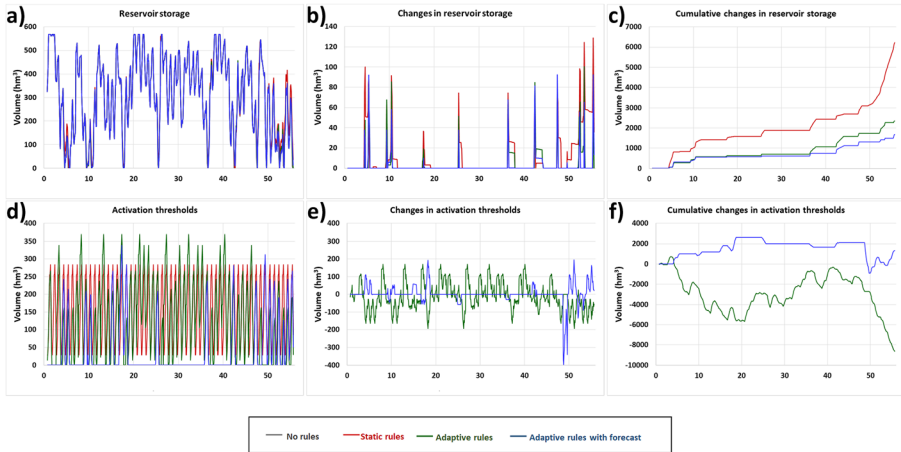 a) Reservoir storage
Volume (hm³)
600
500
400
300
200
100
0
0 10 20 30 40 50
b) Changes in reservoir storage
Volume (hm³)
140
120
100
80
60
40
20
0
0 10 20 30 40 50
c) Cumulative changes in reservoir storage
Volume (hm³)
7000
6000
5000
4000
3000
2000
1000
0
0 10 20 30 40 50
d) Activation thresholds
Volume (hm³)
400
350
300
250
200
150
100
50
0
0 10 20 30 40 50
e) Changes in activation thresholds
Volume (hm³)
300
200
100
0
-100
-200
-300
-400
0 10 20 30 40 50
f) Cumulative changes in activation thresholds
Volume (hm³)
4000
2000
0
-2000
-4000
-6000
-8000
-10000
0 10 20 30 40 50
No rules Static rules Adaptive rules Adaptive rules with forecast